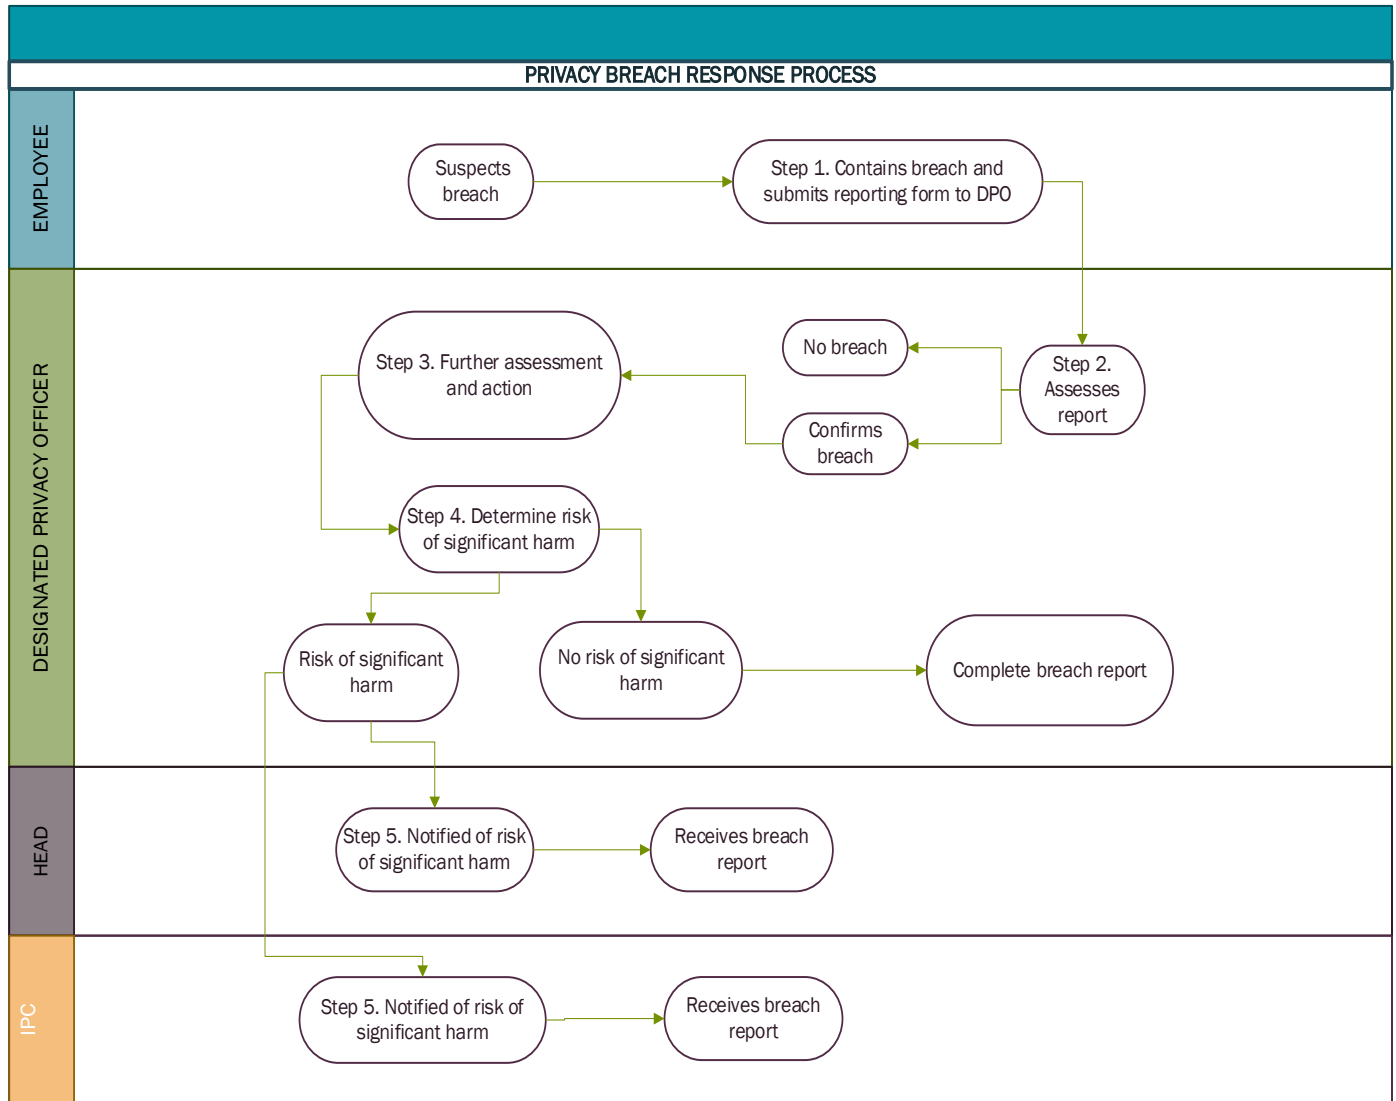 PRIVACY BREACH RESPONSE PROCESS
EMPLOYEE
Suspects
breach
Step 1. Contains breach and
submits reporting form to DPO
DESIGNATED PRIVACY OFFICER
Step 2.
Assesses
report
No breach
Confirms
breach
Step 3. Further assessment
and action
Step 4. Determine risk
of significant harm
Risk of significant
harm
No risk of significant
harm
Complete breach report
HEAD
Step 5. Notified of risk
of significant harm
Receives breach
report
IPC
Step 5. Notified of risk of
significant harm
Receives breach
report